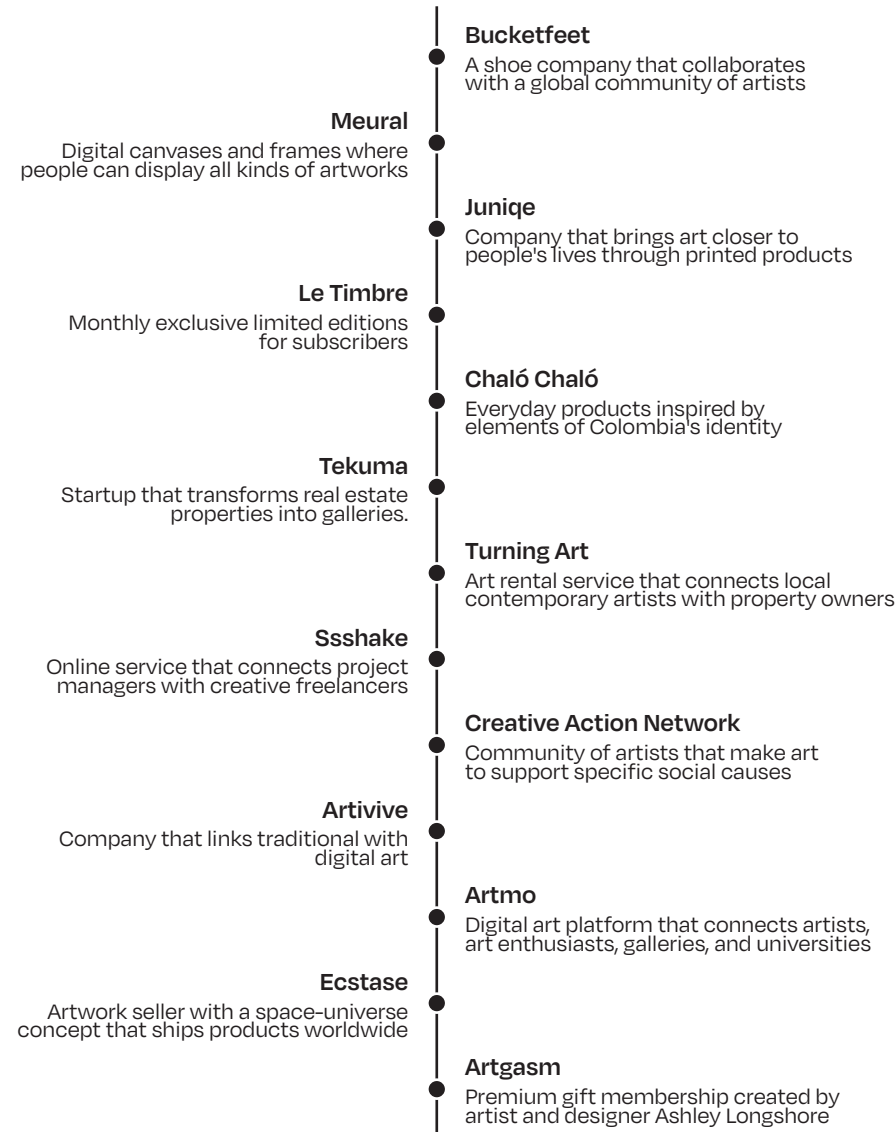 Bucketfeet
A shoe company that collaborates
with a global community of artists
Meural
Digital canvases and frames where
people can display all kinds of artworks
Juniqe
Company that brings art closer to
people's lives through printed products
Le Timbre
Monthly exclusive limited editions
for subscribers
Chaló Chaló
Everyday products inspired by
elements of Colombia's identity
Tekuma
Startup that transforms real estate
properties into galleries.
Turning Art
Art rental service that connects local
contemporary artists with property owners
Ssshake
Online service that connects project
managers with creative freelancers
Creative Action Network
Community of artists that make art
to support specific social causes
Artivive
Company that links traditional with
digital art
Artmo
Digital art platform that connects artists,
art enthusiasts, galleries, and universities
Ecstase
Artwork seller with a space-universe
concept that ships products worldwide
Artgasm
Premium gift membership created by
artist and designer Ashley Longshore